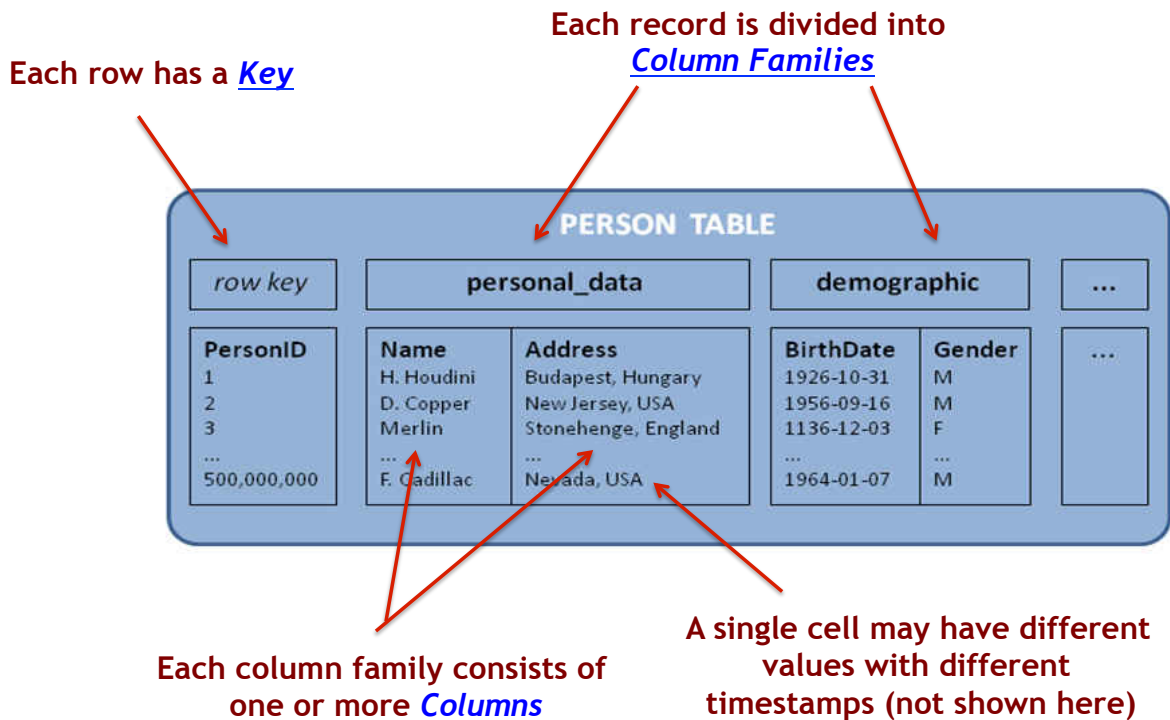 Each record is divided into
Column Families
Each row has a Key
PERSON TABLE
row key
personal_data
demographic
...
PersonID
Name
Address
BirthDate
Gender
...
1
H. Houdini
Budapest, Hungary
1926-10-31
M
2
D. Copper
New Jersey, USA
1956-09-16
M
3
Merlin
Stonehenge, England
1136-12-03
F
...
...
...
...
...
500,000,000
F. Cadillac
Nevada, USA
1964-01-07
M
Each column family consists of
one or more Columns
A single cell may have different
values with different
timestamps (not shown here)